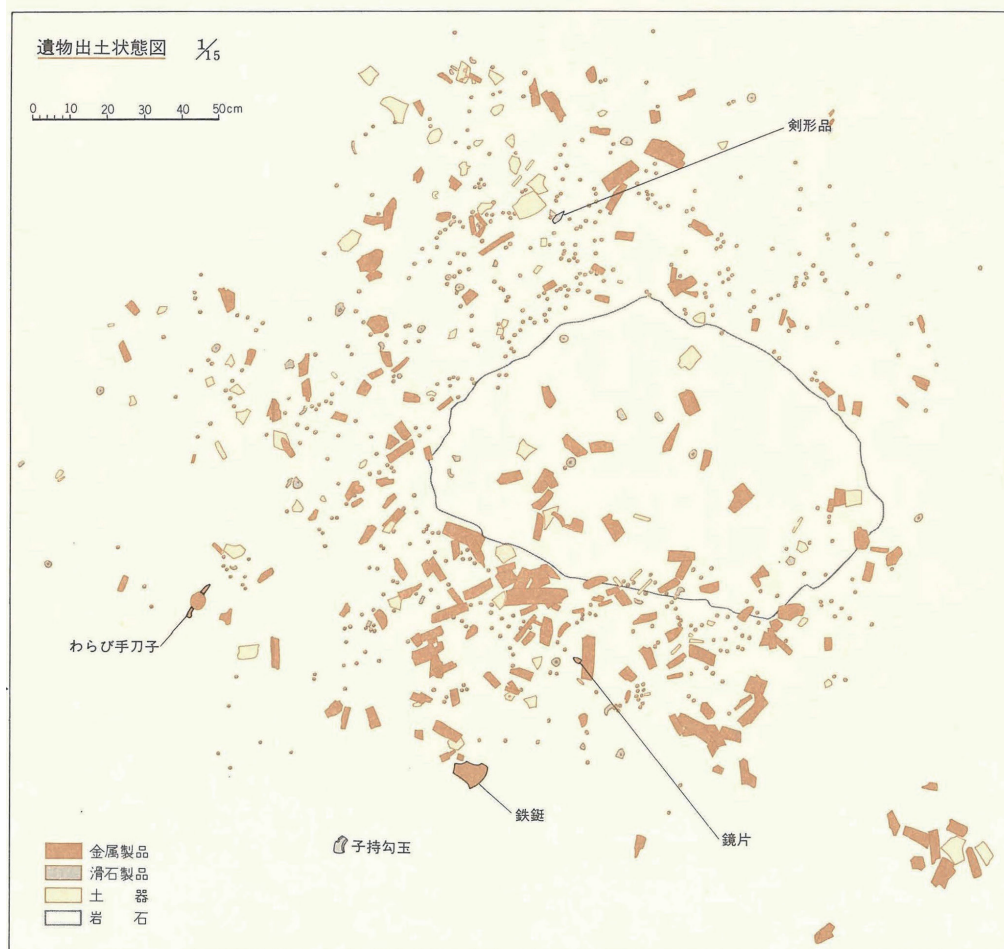 遺物出土状態図 1/15
0 10 20 30 40 50cm
剣形品
わらび手刀子
鉄鋌
鏡片
子持勾玉
金属製品
滑石製品
土 器
岩 石